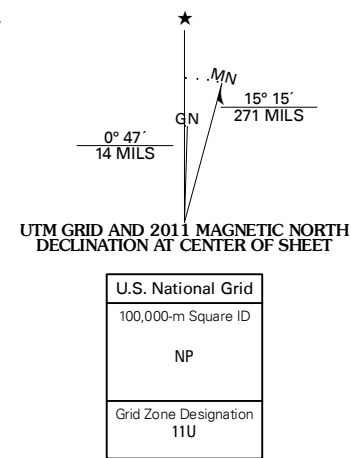 ★
MN
GN
15° 15´
271 MILS
0° 47´
14 MILS
UTM GRID AND 2011 MAGNETIC NORTH
DECLINATION AT CENTER OF SHEET
U.S. National Grid
100,000-m Square ID
NP
Grid Zone Designation
11U